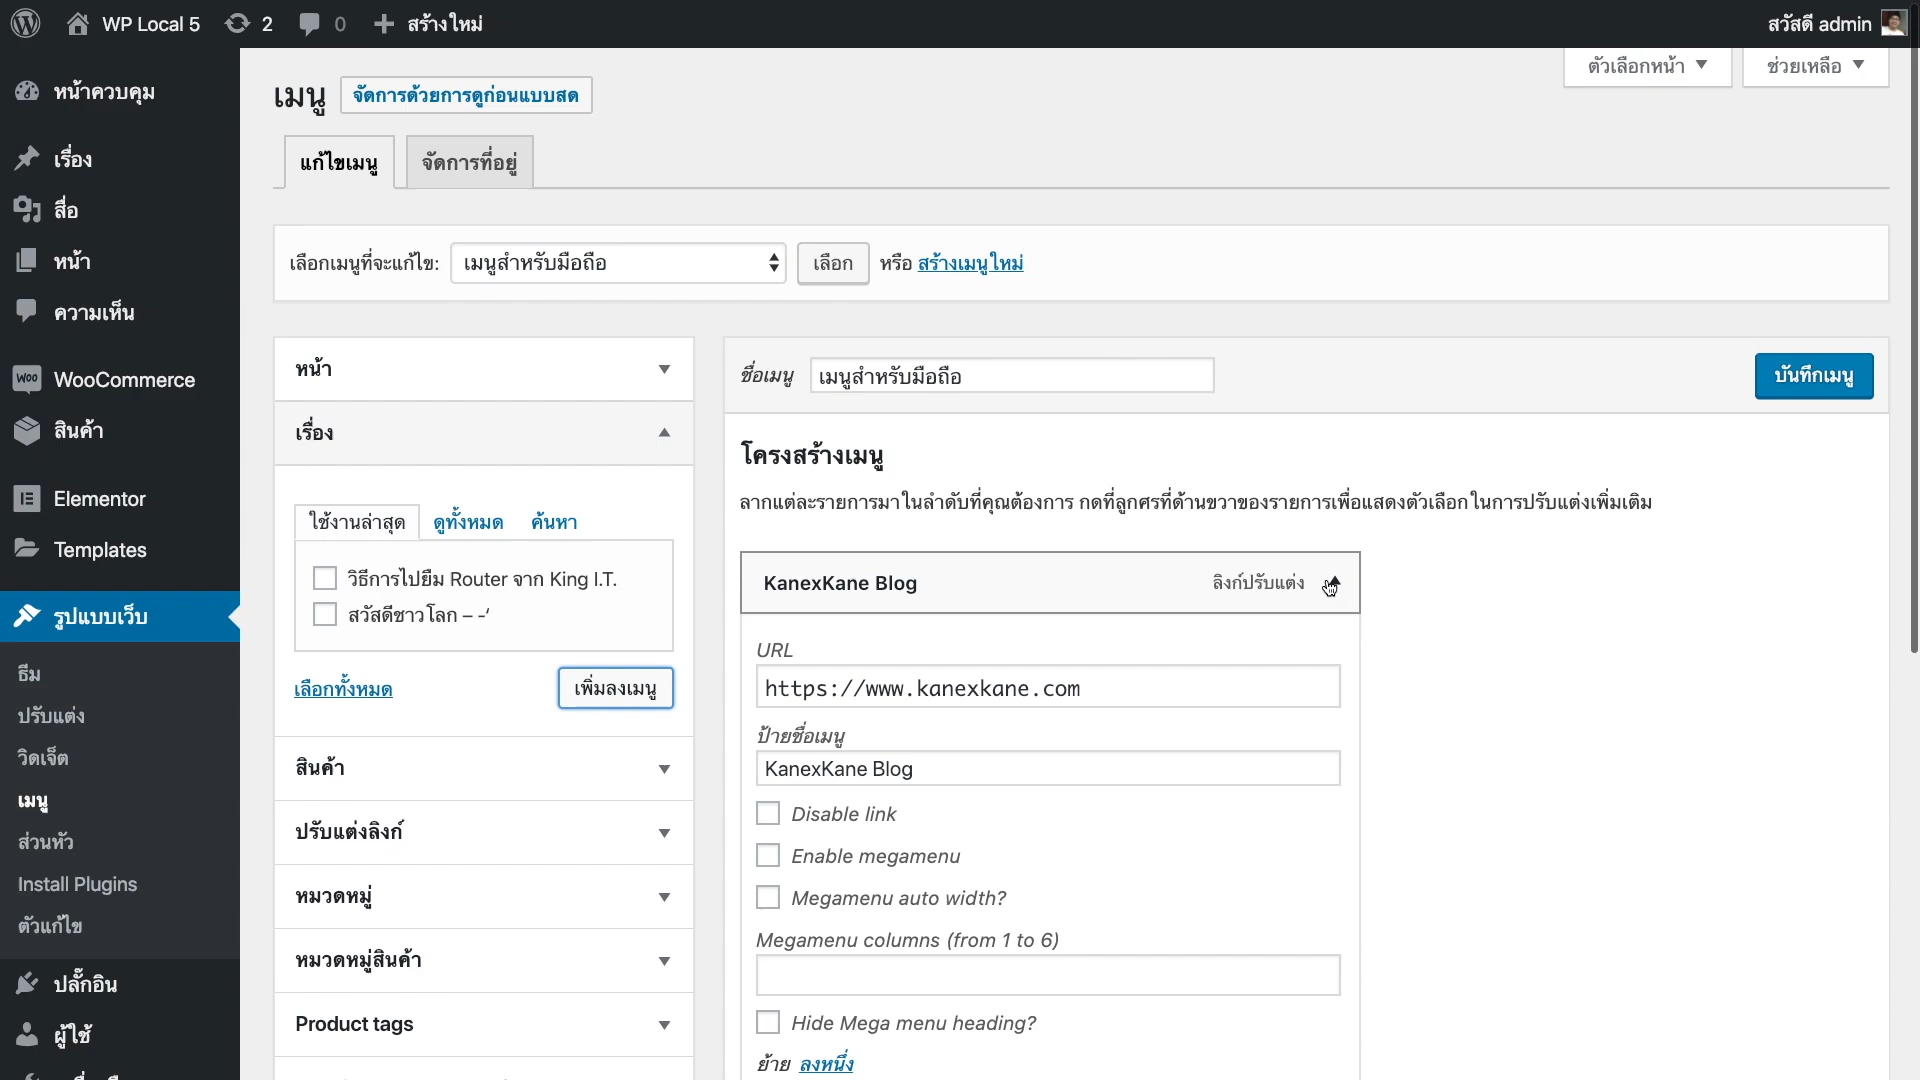 WP Local 5
2
0
สร้างใหม่
สวัสดี admin
หน้าควบคุม
เรื่อง
สื่อ
หน้า
ความเห็น
WooCommerce
สินค้า
Elementor
Templates
รูปแบบเว็บ
ธีม
ปรับแต่ง
วิดเจ็ต
เมนู
ส่วนหัว
Install Plugins
ตัวแก้ไข
ปลั๊กอิน
ผู้ใช้
ตัวเลือกหน้า
ช่วยเหลือ
เมนู
จัดการด้วยการดูก่อนแบบสด
แก้ไขเมนู
จัดการที่อยู่
เลือกเมนูที่จะแก้ไข:
เมนูสำหรับมือถือ
เลือก
หรือ สร้างเมนูใหม่
หน้า
เรื่อง
ใช้งานล่าสุด
ดูทั้งหมด
ค้นหา
วิธีการไปยืม Router จาก King I.T.
สวัสดีชาวโลก – -‘
เลือกทั้งหมด
เพิ่มลงเมนู
สินค้า
ปรับแต่งลิงก์
หมวดหมู่
หมวดหมู่สินค้า
Product tags
ชื่อเมนู
เมนูสำหรับมือถือ
บันทึกเมนู
โครงสร้างเมนู
ลากแต่ละรายการมาในลำดับที่คุณต้องการ กดที่ลูกศรที่ด้านขวาของรายการเพื่อแสดงตัวเลือกในการปรับแต่งเพิ่มเติม
KanexKane Blog
ลิงก์ปรับแต่ง
URL
https://www.kanexkane.com
ป้ายชื่อเมนู
KanexKane Blog
Disable link
Enable megamenu
Megamenu auto width?
Megamenu columns (from 1 to 6)
Hide Mega menu heading?
ย้าย ลงหนึ่ง